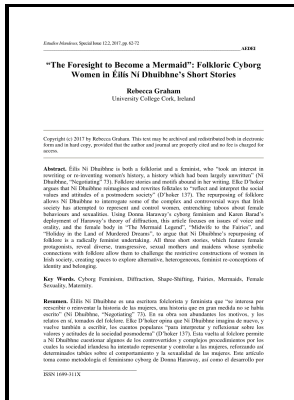 Estudios Irlandeses, Special Issue 12.2, 2017, pp. 62-72
AEDEI
“The Foresight to Become a Mermaid”: Folkloric Cyborg
Women in Éilís Ní Dhuibhne’s Short Stories
Rebecca Graham
University College Cork, Ireland
Copyright (c) 2017 by Rebecca Graham. This text may be archived and redistributed both in electronic
form and in hard copy, provided that the author and journal are properly cited and no fee is charged for
access.
Abstract. Éilís Ní Dhuibhne is both a folklorist and a feminist, who “took an interest in
rewriting or re-inventing women’s history, a history which had been largely unwritten” (Ní
Dhuibhne, “Negotiating” 73). Folklore stories and motifs abound in her writing. Elke D’hoker
argues that Ní Dhuibhne reimagines and rewrites folktales to “reflect and interpret the social
values and attitudes of a postmodern society” (D’hoker 137). The repurposing of folklore
allows Ní Dhuibhne to interrogate some of the complex and controversial ways that Irish
society has attempted to represent and control women, entrenching taboos about female
behaviours and sexualities. Using Donna Haraway’s cyborg feminism and Karen Barad’s
deployment of Haraway’s theory of diffraction, this article focuses on issues of voice and
orality, and the female body in “The Mermaid Legend”, “Midwife to the Fairies”, and
“Holiday in the Land of Murdered Dreams”, to argue that Ní Dhuibhne’s repurposing of
folklore is a radically feminist undertaking. All three short stories, which feature female
protagonists, reveal diverse, transgressive, sexual mothers and maidens whose symbolic
connections with folklore allow them to challenge the restrictive constructions of women in
Irish society, creating spaces to explore alternative, heterogeneous, feminist re-conceptions of
identity and belonging.
Key Words. Cyborg Feminism, Diffraction, Shape-Shifting, Fairies, Mermaids, Female
Sexuality, Maternity.
Resumen. Éilís Ní Dhuibhne es una escritora folclorista y feminista que “se interesa por
reescribir o reinventar la historia de las mujeres, una historia que en gran medida no se había
escrito” (Ní Dhuibhne, “Negotiating” 73). En su obra son abundantes los motivos, y los
relatos en sí, tomados del folclore. Elke D’hoker opina que Ní Dhuibhne imagina de nuevo, y
vuelve también a escribir, los cuentos populares “para interpretar y reflexionar sobre los
valores y actitudes de la sociedad posmoderna” (D’hoker 137). Esta vuelta al folclore permite
a Ní Dhuibhne cuestionar algunos de los controvertidos y complejos procedimientos por los
cuales la sociedad irlandesa ha intentado representar y controlar a las mujeres, reforzando así
determinados tabúes sobre el comportamiento y la sexualidad de las mujeres. Este artículo
toma como metodología el feminismo cyborg de Donna Haraway, así como el desarrollo por
ISSN 1699-311X